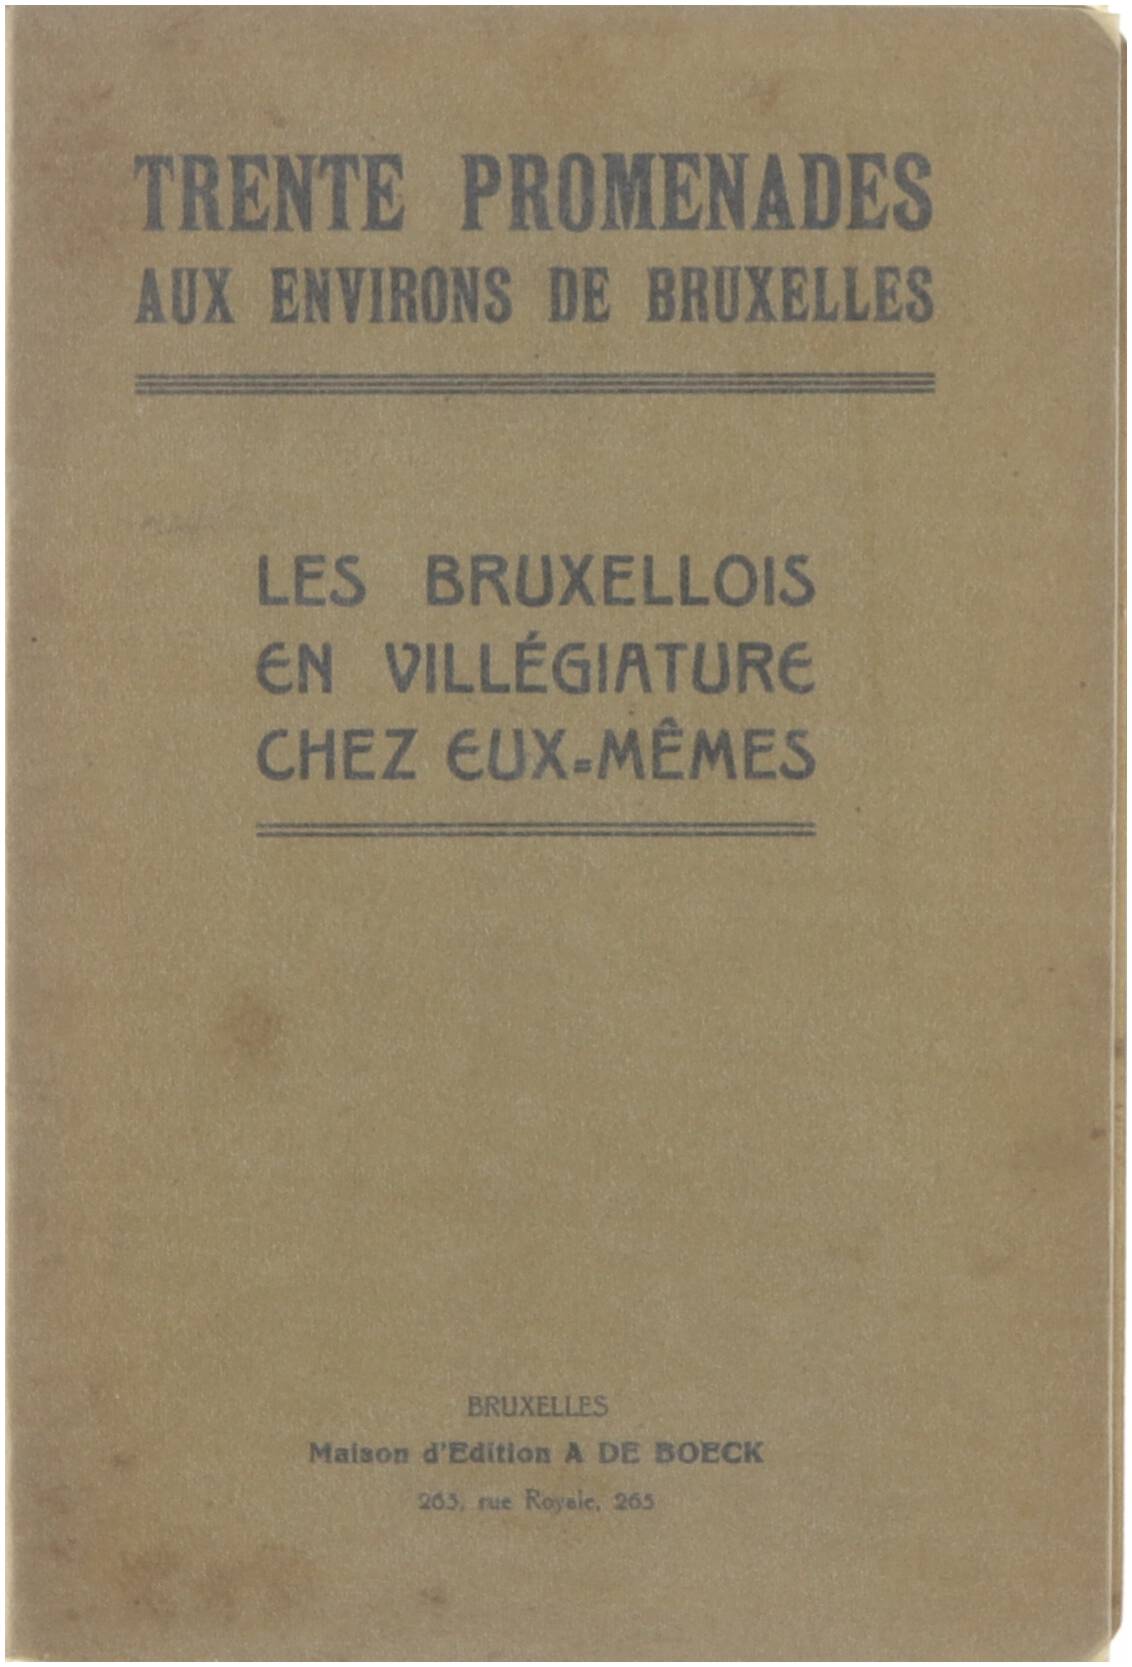 TRENTE PROMENADES
AUX ENVIRONS DE BRUXELLES
LES BRUXELLOIS
EN VILLÉGIATURE
CHEZ EUX=MÊMES
BRUXELLES
Maison d'Edition A DE BOECK
265, rue Royale, 265